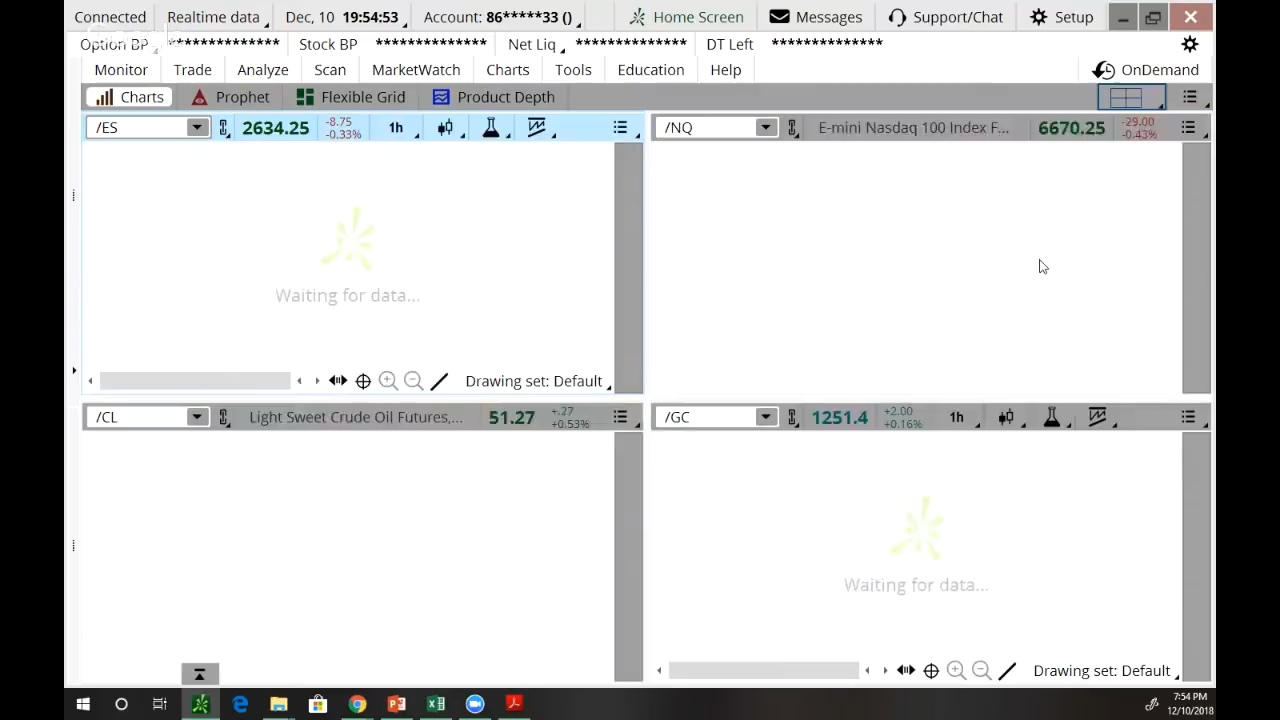 Connected Realtime data Dec, 10 19:54:53 Account: 86*****33 () Home Screen Messages Support/Chat Setup
Option BP ************* Stock BP ************* Net Liq ************* DT Left *************
Monitor Trade Analyze Scan MarketWatch Charts Tools Education Help OnDemand
Charts Prophet Flexible Grid Product Depth
/ES 2634.25 -8.75 -0.33% 1h
/NQ E-mini Nasdaq 100 Index F... 6670.25 -29.00 -0.43%
Waiting for data...
Drawing set: Default
/CL Light Sweet Crude Oil Futures,... 51.27 +.27 +0.53%
/GC 1251.4 +2.00 +0.16% 1h
Waiting for data...
Drawing set: Default
7:54 PM
12/10/2018